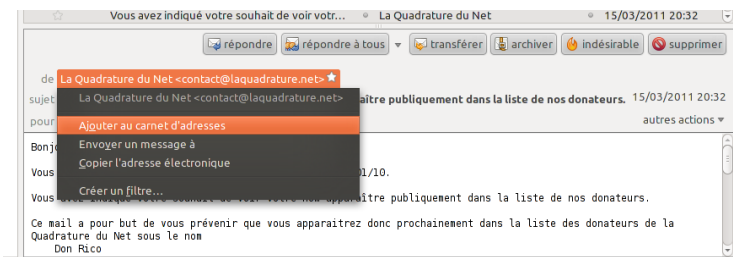 Vous avez indiqué votre souhait de voir votr... La Quadrature du Net 15/03/2011 20:32
répondre répondre à tous transférer archiver indésirable supprimer
de La Quadrature du Net <contact@laquadrature.net>
sujet La Quadrature du Net <contact@laquadrature.net> aître publiquement dans la liste de nos donateurs. 15/03/2011 20:32
pour Ajouter au carnet d'adresses autres actions
Bonj Envoyer un message à
Copier l'adresse électronique
Vous 01/10.
Créer un filtre...
Vous aître publiquement dans la liste de nos donateurs.
Ce mail a pour but de vous prévenir que vous apparaitrez donc prochainement dans la liste des donateurs de la
Quadrature du Net sous le nom
Don Rico